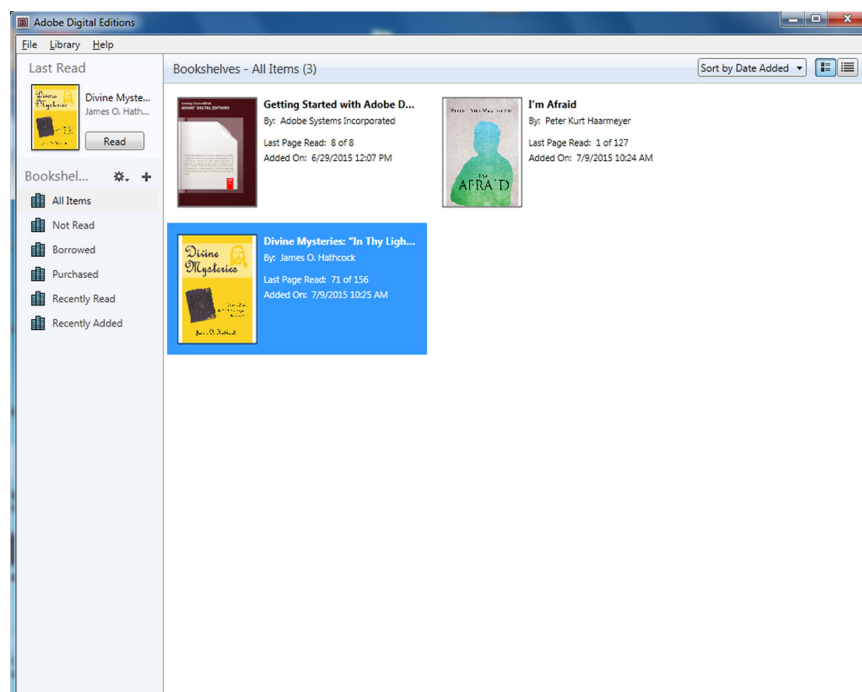 Adobe Digital Editions
File Library Help
Last Read
Divine Myste...
James O. Hath...
Read
Bookshel...
All Items
Not Read
Borrowed
Purchased
Recently Read
Recently Added
Bookshelves - All Items (3)
Sort by Date Added
Getting Started with Adobe D...
By: Adobe Systems Incorporated
Last Page Read: 8 of 8
Added On: 6/29/2015 12:07 PM
I'M
AFRAID
I'm Afraid
By: Peter Kurt Haarmeyer
Last Page Read: 1 of 127
Added On: 7/9/2015 10:24 AM
Divine
Mysteries
James O. Hathcock
Divine Mysteries: "In Thy Ligh...
By: James O. Hathcock
Last Page Read: 71 of 156
Added On: 7/9/2015 10:25 AM